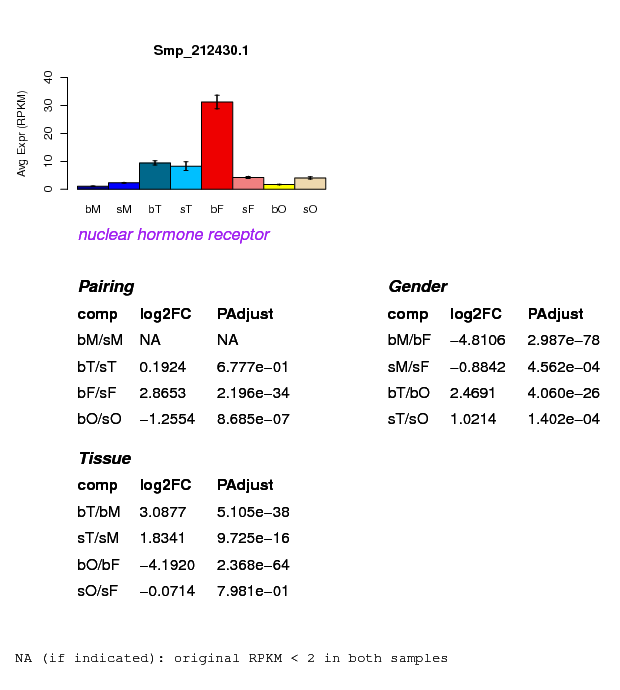 Smp_212430.1
Avg Expr (RPKM)
40
30
20
10
0
bM sM bT sT bF sF bO sO
nuclear hormone receptor
Pairing
comp log2FC PAdjust
bM/sM NA NA
bT/sT 0.1924 6.777e−01
bF/sF 2.8653 2.196e−34
bO/sO −1.2554 8.685e−07
Gender
comp log2FC PAdjust
bM/bF −4.8106 2.987e−78
sM/sF −0.8842 4.562e−04
bT/bO 2.4691 4.060e−26
sT/sO 1.0214 1.402e−04
Tissue
comp log2FC PAdjust
bT/bM 3.0877 5.105e−38
sT/sM 1.8341 9.725e−16
bO/bF −4.1920 2.368e−64
sO/sF −0.0714 7.981e−01
NA (if indicated): original RPKM < 2 in both samples